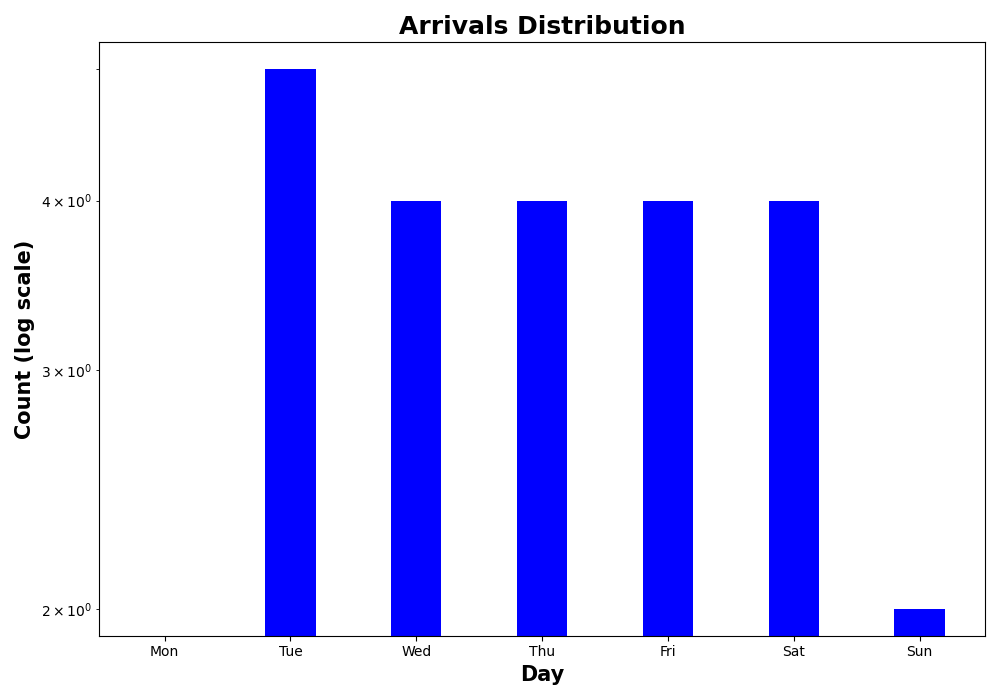 Arrivals Distribution
Count (log scale)
4 × 10⁰
3 × 10⁰
2 × 10⁰
Mon Tue Wed Thu Fri Sat Sun
Day